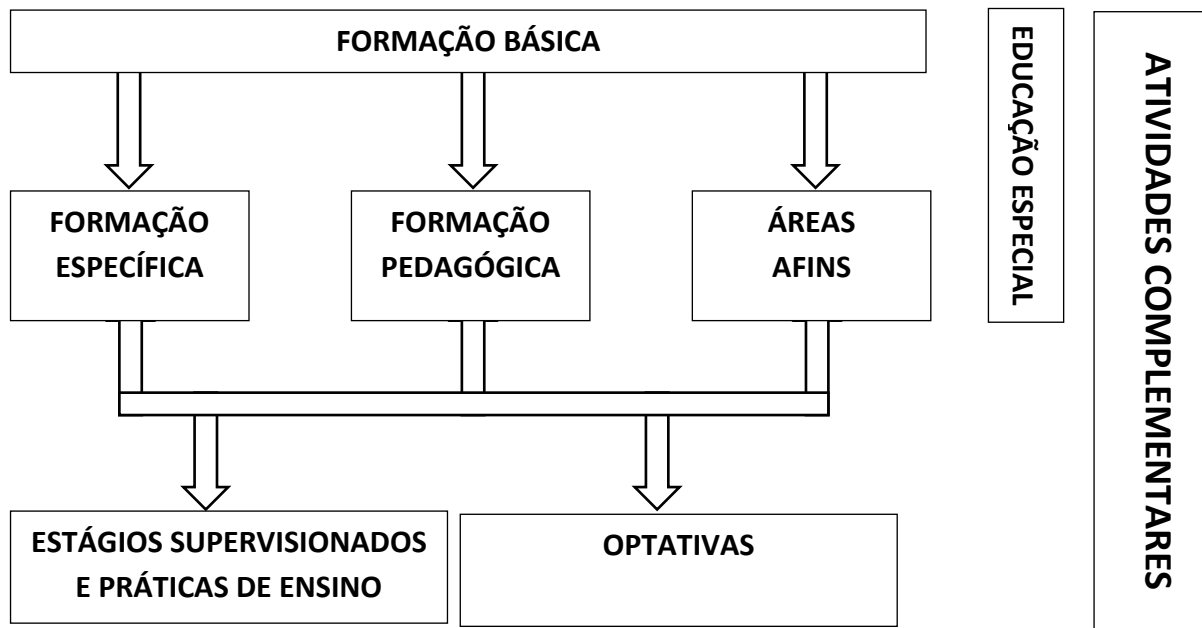 FORMAÇÃO BÁSICA
FORMAÇÃO
ESPECÍFICA
FORMAÇÃO
PEDAGÓGICA
ÁREAS
AFINS
ESTÁGIOS SUPERVISIONADOS
E PRÁTICAS DE ENSINO
OPTATIVAS
EDUCAÇÃO ESPECIAL
ATIVIDADES COMPLEMENTARES